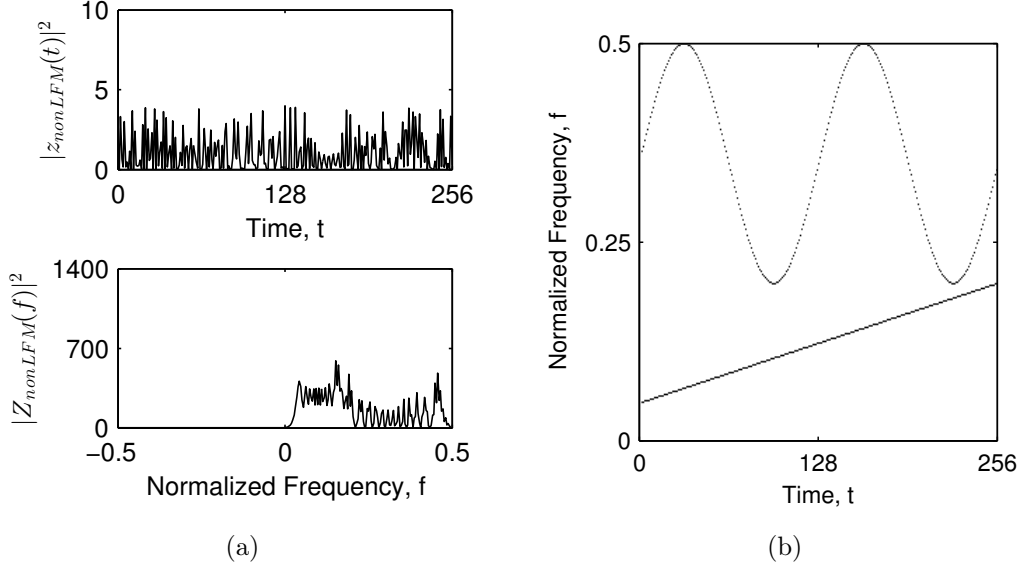 10
5
0
0
128
256
|z_{nonLFM}(t)|^2
Time, t
1400
700
0
−0.5
0
0.5
|Z_{nonLFM}(f)|^2
Normalized Frequency, f
(a)
0.5
0.25
0
0
128
256
Normalized Frequency, f
Time, t
(b)